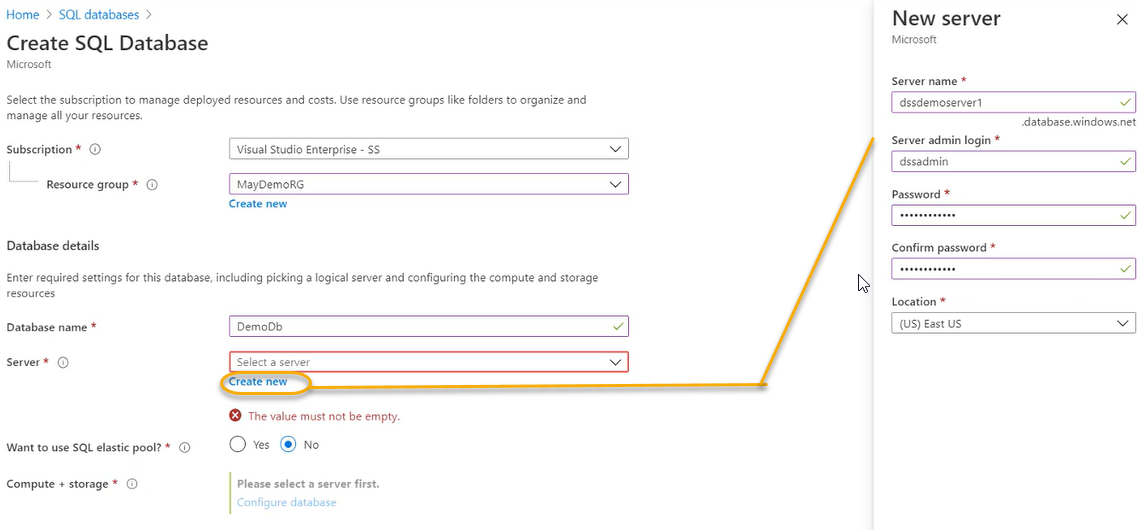 Home > SQL databases >
Create SQL Database
Microsoft
Select the subscription to manage deployed resources and costs. Use resource groups like folders to organize and
manage all your resources.
Subscription *
Visual Studio Enterprise - SS
Resource group *
MayDemoRG
Create new
Database details
Enter required settings for this database, including picking a logical server and configuring the compute and storage
resources
Database name *
DemoDb
Server *
Select a server
Create new
The value must not be empty.
Want to use SQL elastic pool? *
Yes No
Compute + storage *
Please select a server first.
Configure database
New server
Microsoft
Server name *
dssdemoserver1
.database.windows.net
Server admin login *
dssadmin
Password *
••••••••••••
Confirm password *
••••••••••••
Location *
(US) East US